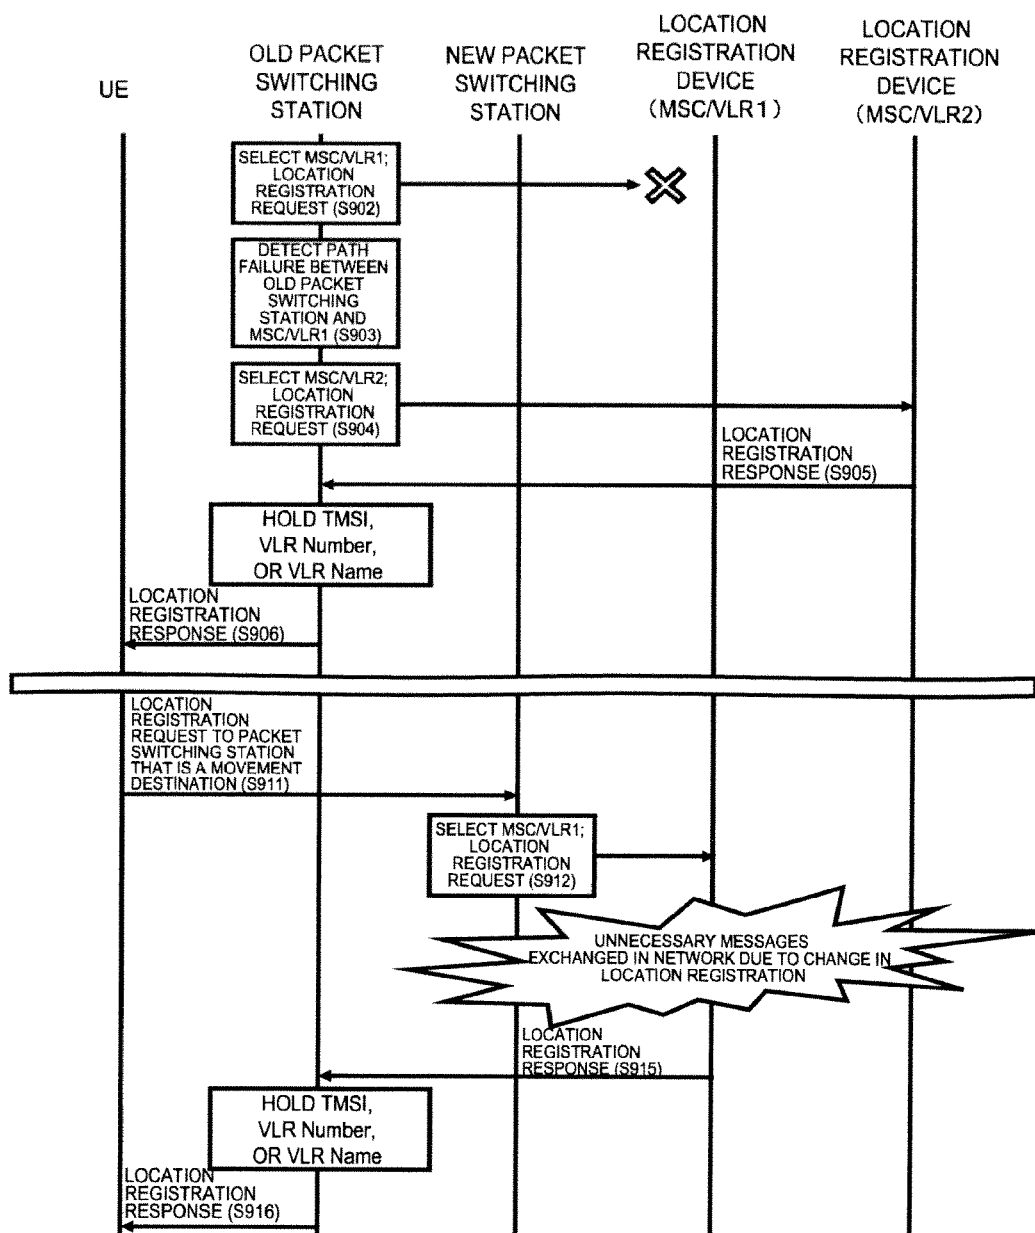 UE
OLD PACKET
SWITCHING
STATION
NEW PACKET
SWITCHING
STATION
LOCATION
REGISTRATION
DEVICE
(MSC/VLR1)
LOCATION
REGISTRATION
DEVICE
(MSC/VLR2)
SELECT MSC/VLR1;
LOCATION
REGISTRATION
REQUEST (S902)
DETECT PATH
FAILURE BETWEEN
OLD PACKET
SWITCHING
STATION AND
MSC/VLR1 (S903)
SELECT MSC/VLR2;
LOCATION
REGISTRATION
REQUEST (S904)
LOCATION
REGISTRATION
RESPONSE (S905)
HOLD TMSI,
VLR Number,
OR VLR Name
LOCATION
REGISTRATION
RESPONSE (S906)
LOCATION
REGISTRATION
REQUEST TO PACKET
SWITCHING STATION
THAT IS A MOVEMENT
DESTINATION (S911)
SELECT MSC/VLR1;
LOCATION
REGISTRATION
REQUEST (S912)
UNNECESSARY MESSAGES
EXCHANGED IN NETWORK DUE TO CHANGE IN
LOCATION REGISTRATION
LOCATION
REGISTRATION
RESPONSE (S915)
HOLD TMSI,
VLR Number,
OR VLR Name
LOCATION
REGISTRATION
RESPONSE (S916)